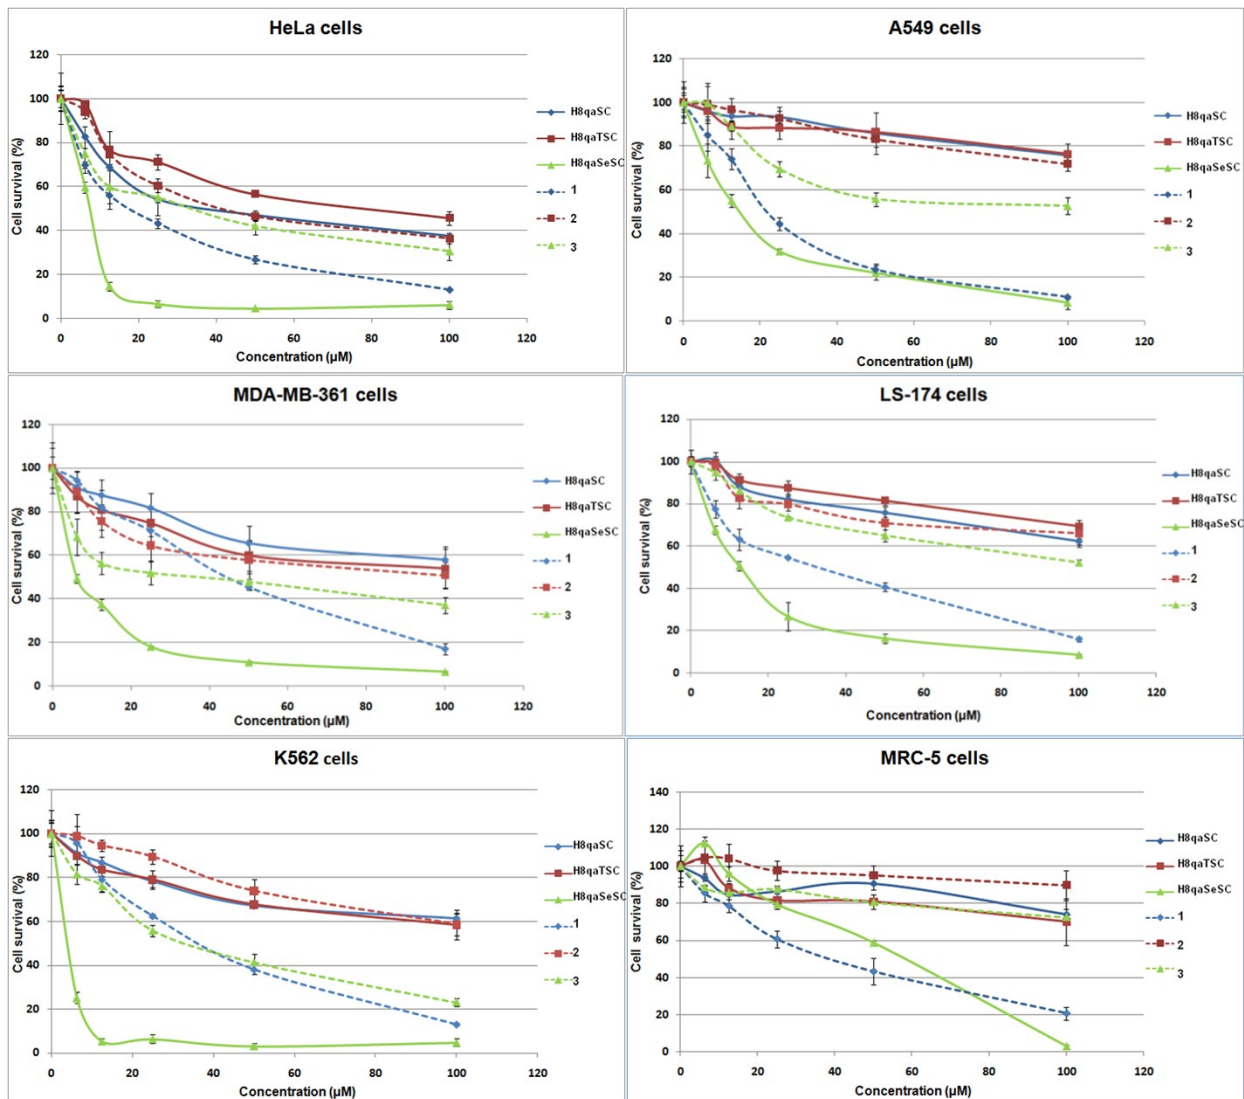 HeLa cells
120
100
80
60
40
20
0
Cell survival (%)
0 20 40 60 80 100 120
Concentration (µM)
H8qaSC
H8qaTSC
H8qaSeSC
1
2
3
A549 cells
120
100
80
60
40
20
0
Cell survival (%)
0 20 40 60 80 100 120
Concentration (µM)
H8qaSC
H8qaTSC
H8qaSeSC
1
2
3
MDA-MB-361 cells
120
100
80
60
40
20
0
Cell survival (%)
0 20 40 60 80 100 120
Concentration (µM)
H8qaSC
H8qaTSC
H8qaSeSC
1
2
3
LS-174 cells
120
100
80
60
40
20
0
Cell survival (%)
0 20 40 60 80 100 120
Concentration (µM)
H8qaSC
H8qaTSC
H8qaSeSC
1
2
3
K562 cells
120
100
80
60
40
20
0
Cell survival (%)
0 20 40 60 80 100 120
Concentration (µM)
H8qaSC
H8qaTSC
H8qaSeSC
1
2
3
MRC-5 cells
140
120
100
80
60
40
20
0
Cell survival (%)
0 20 40 60 80 100 120
Concentration (µM)
H8qaSC
H8qaTSC
H8qaSeSC
1
2
3